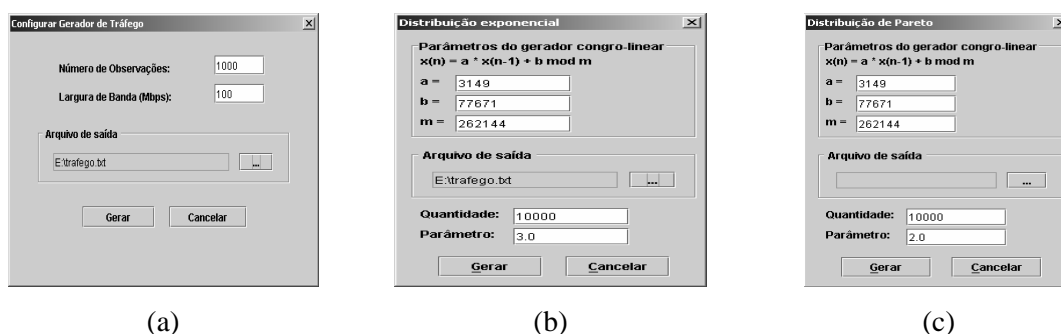 Configurar Gerador de Tráfego
Número de Observações: 1000
Largura de Banda (Mbps): 100
Arquivo de saída
E:\trafego.txt ...
Gerar Cancelar
(a)
Distribuição exponencial
Parâmetros do gerador congro-linear
x(n) = a * x(n-1) + b mod m
a = 3149
b = 77671
m = 262144
Arquivo de saída
E:\trafego.txt ...
Quantidade: 10000
Parâmetro: 3.0
Gerar Cancelar
(b)
Distribuição de Pareto
Parâmetros do gerador congro-linear
x(n) = a * x(n-1) + b mod m
a = 3149
b = 77671
m = 262144
Arquivo de saída
...
Quantidade: 10000
Parâmetro: 2.0
Gerar Cancelar
(c)